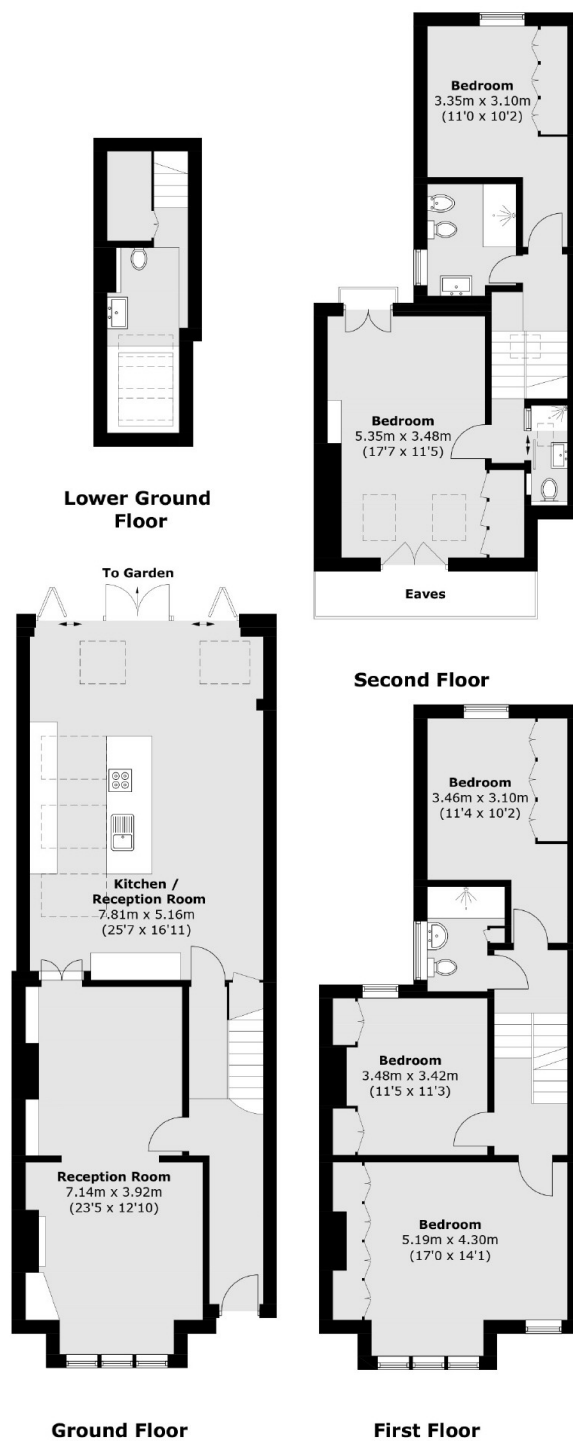 Bedroom
3.35m x 3.10m
(11'0 x 10'2)
Bedroom
5.35m x 3.48m
(17'7 x 11'5)
Lower Ground
Floor
Eaves
To Garden
Second Floor
Bedroom
3.46m x 3.10m
(11'4 x 10'2)
Kitchen /
Reception Room
7.81m x 5.16m
(25'7 x 16'11)
Bedroom
3.48m x 3.42m
(11'5 x 11'3)
Reception Room
7.14m x 3.92m
(23'5 x 12'10)
Bedroom
5.19m x 4.30m
(17'0 x 14'1)
Ground Floor
First Floor